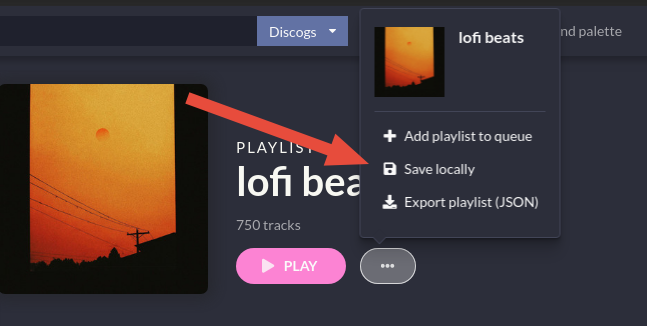 Discogs
nd palette
lofi beats
PLAYLIST
lofi bea
750 tracks
PLAY
Add playlist to queue
Save locally
Export playlist (JSON)